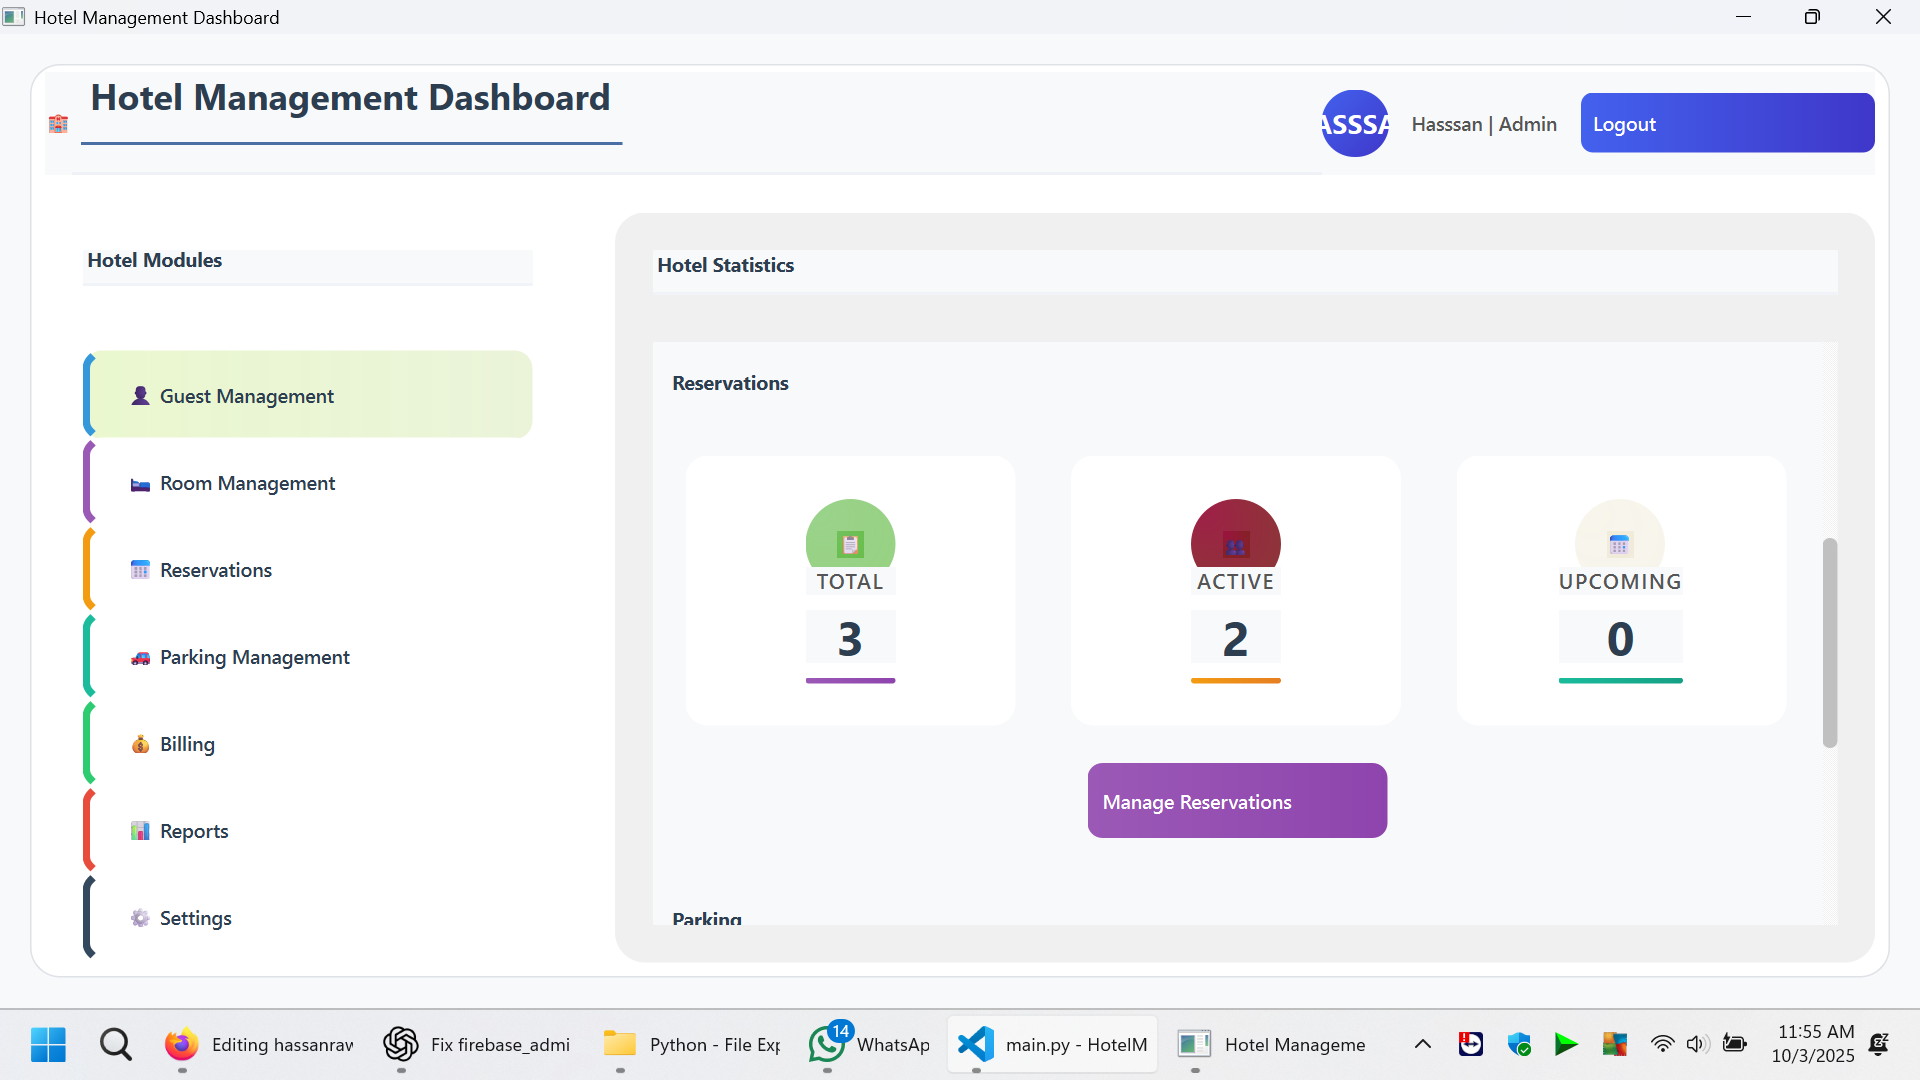 Hotel Management Dashboard
Hotel Management Dashboard
ASSSA
Hasssan | Admin
Logout
Hotel Modules
Guest Management
Room Management
Reservations
Parking Management
Billing
Reports
Settings
Hotel Statistics
Reservations
TOTAL
3
ACTIVE
2
UPCOMING
0
Manage Reservations
Parking
Editing hassanraw
Fix firebase_admi
Python - File Exp
14
WhatsAp
main.py - HotelM
Hotel Manageme
11:55 AM
10/3/2025